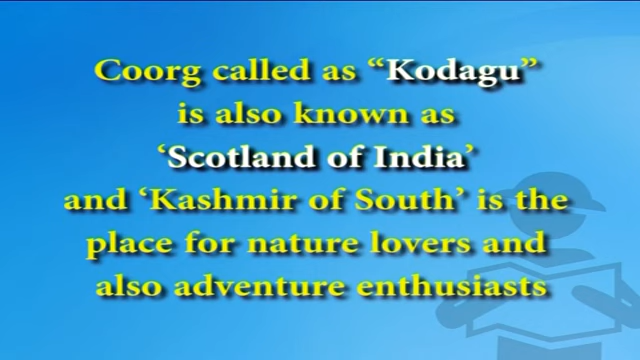 Coorg called as “Kodagu”
is also known as
‘Scotland of India’
and ‘Kashmir of South’ is the
place for nature lovers and
also adventure enthusiasts